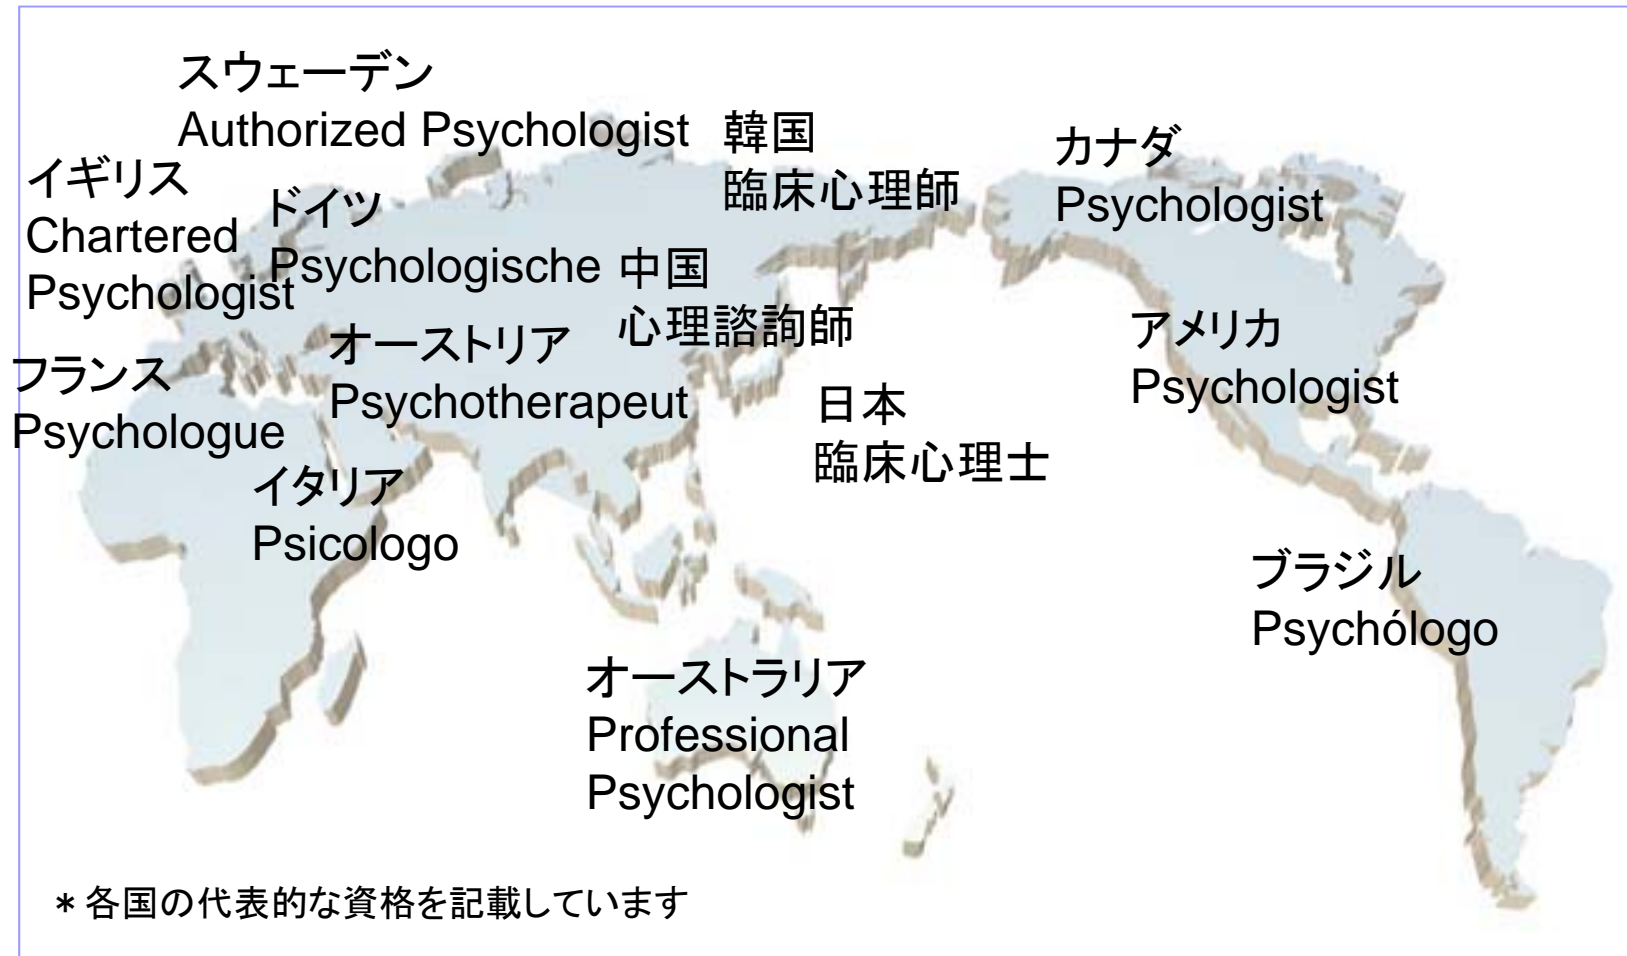 スウェーデン
Authorized Psychologist
韓国
臨床心理師
カナダ
Psychologist
イギリス
Chartered
Psychologist
ドイツ
Psychologische
中国
心理諮詢師
オーストリア
Psychotherapeut
アメリカ
Psychologist
フランス
Psychologue
日本
臨床心理士
イタリア
Psicologo
ブラジル
Psychólogo
オーストラリア
Professional
Psychologist
* 各国の代表的な資格を記載しています